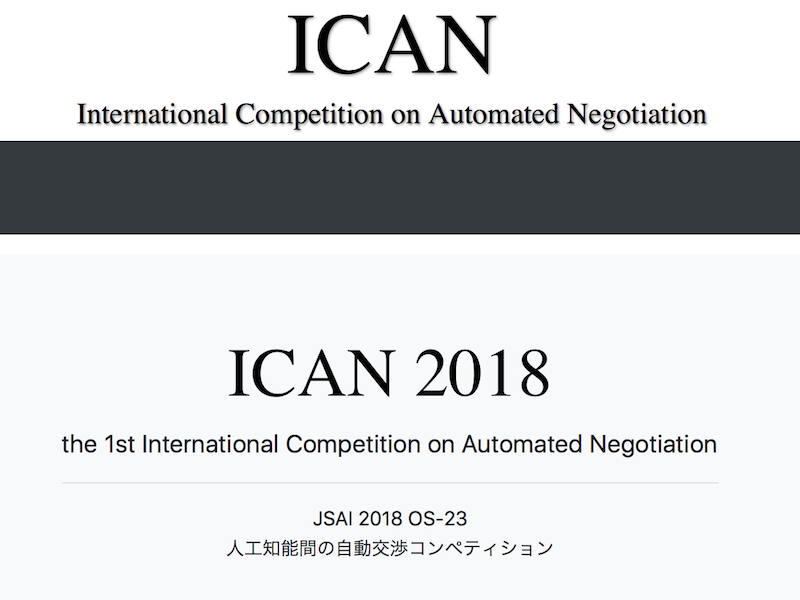 ICAN
International Competition on Automated Negotiation
ICAN 2018
the 1st International Competition on Automated Negotiation
JSAI 2018 OS-23
人工知能間の自動交渉コンペティション